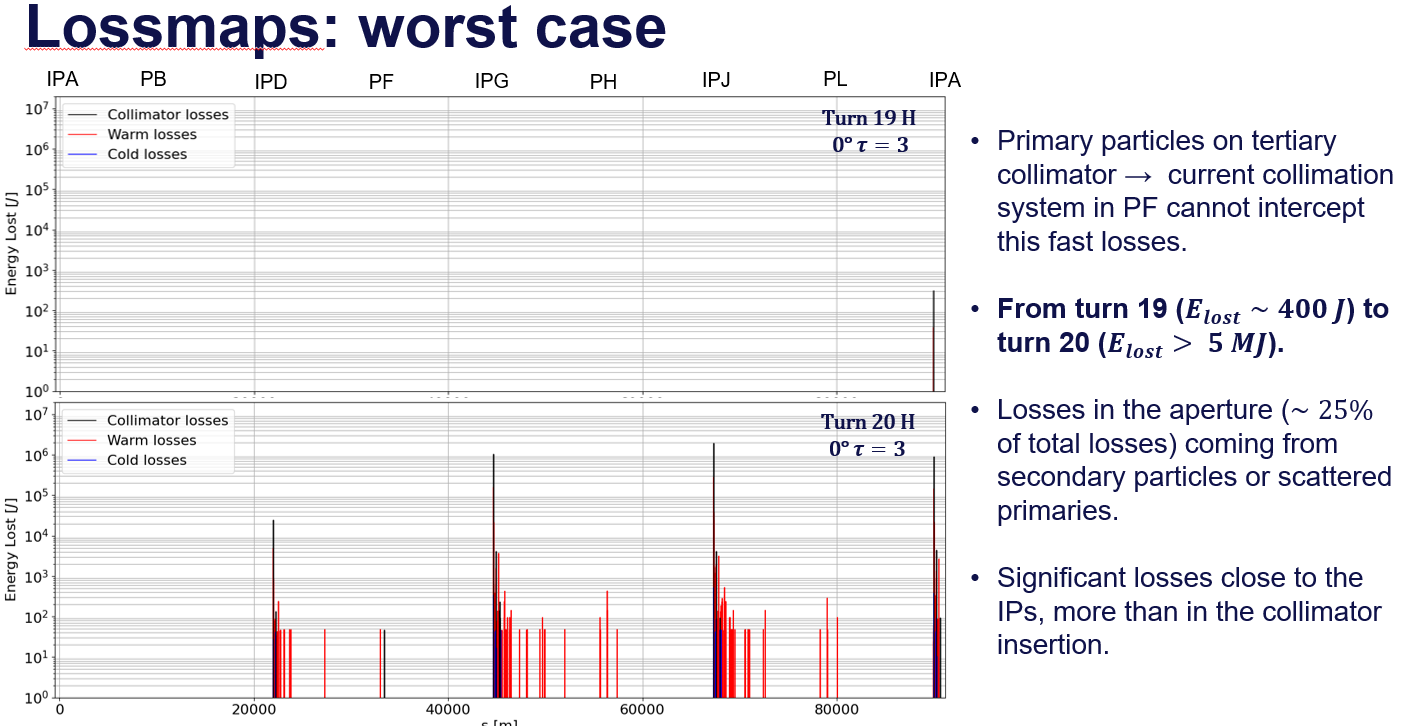 Lossmaps: worst case
IPA PB IPD PF IPG PH IPJ PL IPA
10⁷
10⁶
10⁵
10⁴
10³
10²
10¹
10⁰
Energy Lost [J]
Collimator losses
Warm losses
Cold losses
Turn 19 H
0° τ = 3
10⁷
10⁶
10⁵
10⁴
10³
10²
10¹
10⁰
Energy Lost [J]
Collimator losses
Warm losses
Cold losses
Turn 20 H
0° τ = 3
0 20000 40000 60000 80000
s [m]
• Primary particles on tertiary
collimator → current collimation
system in PF cannot intercept
this fast losses.
• From turn 19 (E_lost ~ 400 J) to
turn 20 (E_lost > 5 MJ).
• Losses in the aperture (~ 25%
of total losses) coming from
secondary particles or scattered
primaries.
• Significant losses close to the
IPs, more than in the collimator
insertion.